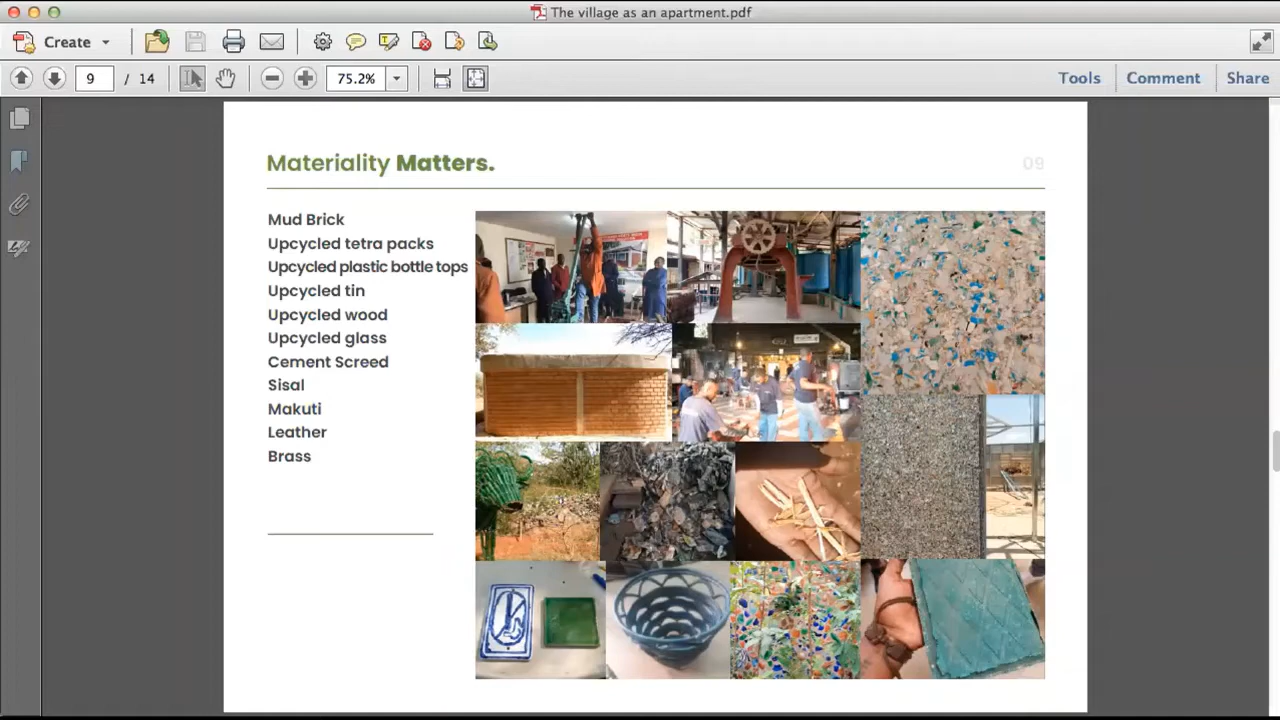 The village as an apartment.pdf
Create
9 / 14
75.2%
Tools
Comment
Share
Materiality Matters.
09
Mud Brick
Upcycled tetra packs
Upcycled plastic bottle tops
Upcycled tin
Upcycled wood
Upcycled glass
Cement Screed
Sisal
Makuti
Leather
Brass